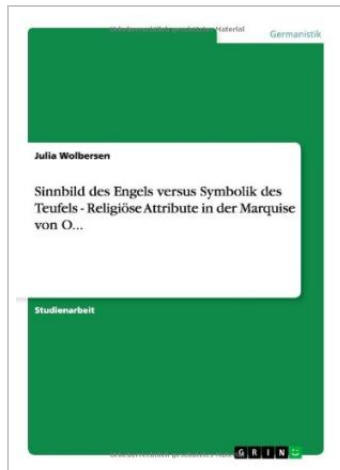 Germanistik
Julia Wolbersen
Sinnbild des Engels versus Symbolik des
Teufels - Religiöse Attribute in der Marquise
von O...
Studienarbeit
GRIN